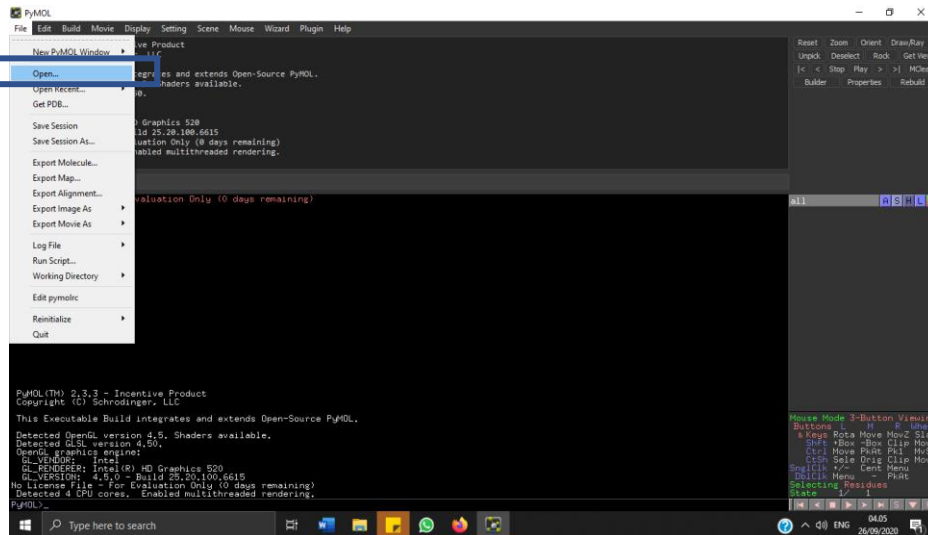 PyMOL
File Edit Build Movie Display Setting Scene Mouse Wizard Plugin Help
New PyMOL Window
Open...
Open Recent...
Get PDB...
Save Session
Save Session As...
Export Molecule...
Export Map...
Export Alignment...
Export Image As
Export Movie As
Log File
Run Script...
Working Directory
Edit pymolrc
Reinitialize
Quit
ve Product
LLC
egrates and extends Open-Source PyMOL.
Shaders available.
50.
D Graphics 520
ild 25.20.100.6615
luation Only (0 days remaining)
nabled multithreaded rendering.
valuation Only (0 days remaining)
Reset Zoom Orient Draw/Ray
Unpick Deselect Rock Get Vie
|< < Stop Play > >| MClea
Builder Properties Rebuild
all A S H L
PyMOL(TM) 2.3.3 - Incentive Product
Copyright (C) Schrodinger, LLC
This Executable Build integrates and extends Open-Source PyMOL.
Detected OpenGL version 4.5. Shaders available.
Detected GLSL version 4.50.
OpenGL graphics engine:
GL_VENDOR: Intel
GL_RENDERER: Intel(R) HD Graphics 520
GL_VERSION: 4.5.0 - Build 25.20.100.6615
No License File - For Evaluation Only (0 days remaining)
Detected 4 CPU cores. Enabled multithreaded rendering.
PyMOL>_
Mouse Mode 3-Button Viewin
Buttons L M R Whe
& Keys Rota Move MovZ Sla
Shft +Box -Box Clip Mov
Ctrl Move PkAt Pk1 MvS
CtSh Sele Orig Clip Mov
SnglClk +/- Cent Menu
DblClk Menu - PkAt
Selecting Residues
State 1/ 1
S
Type here to search
ENG
04.05
26/09/2020